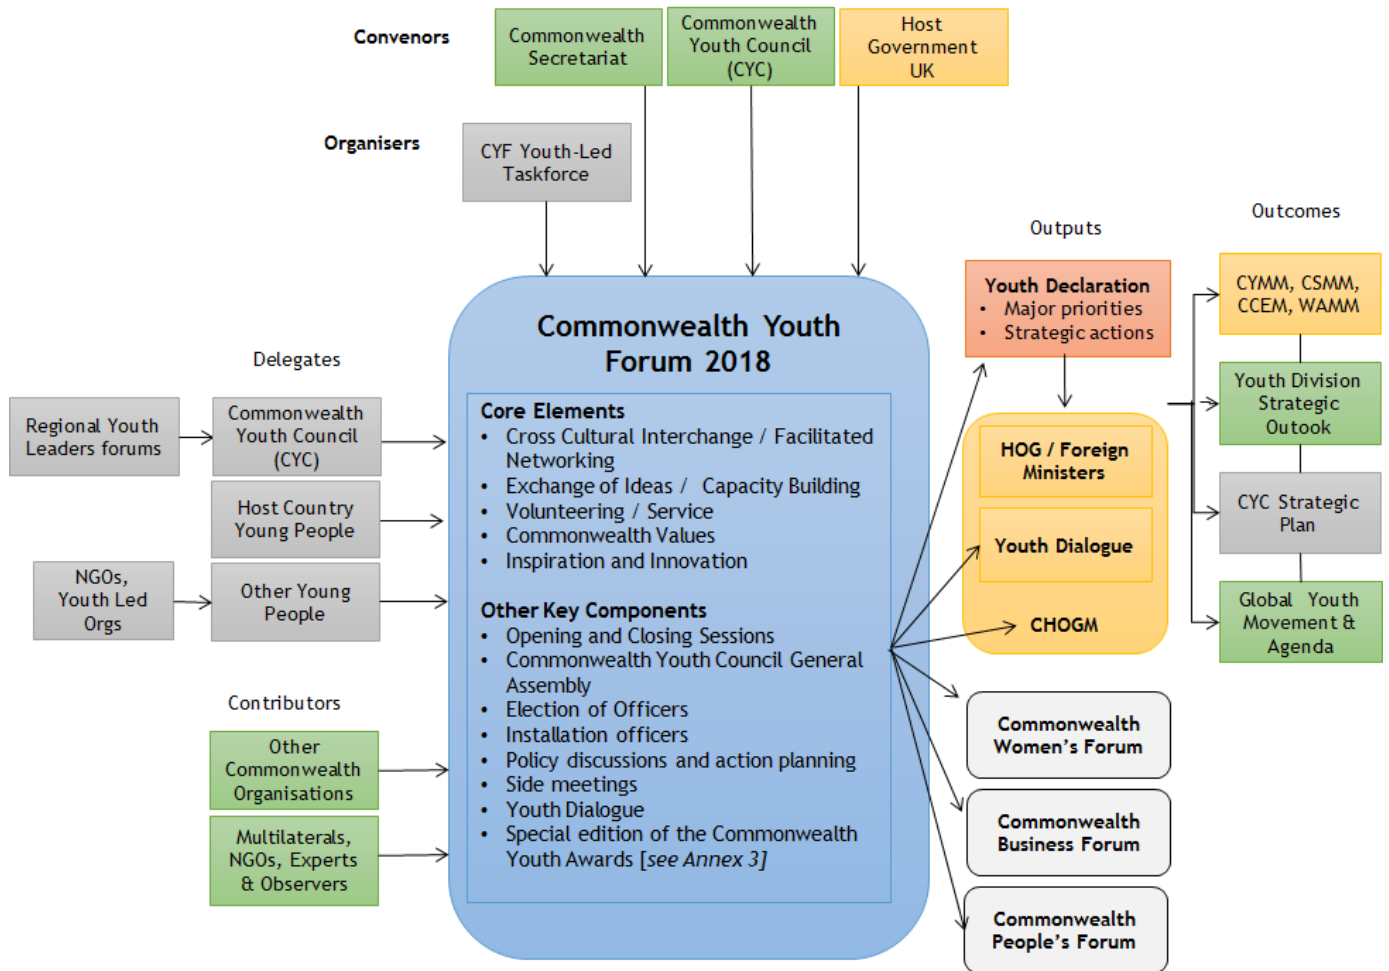 Convenors
Commonwealth
Secretariat
Commonwealth
Youth Council
(CYC)
Host
Government
UK
Organisers
CYF Youth-Led
Taskforce
Delegates
Regional Youth
Leaders forums
Commonwealth
Youth Council
(CYC)
Host Country
Young People
NGOs,
Youth Led
Orgs
Other Young
People
Contributors
Other
Commonwealth
Organisations
Multilaterals,
NGOs, Experts
& Observers
Commonwealth Youth
Forum 2018
Core Elements
• Cross Cultural Interchange / Facilitated
Networking
• Exchange of Ideas / Capacity Building
• Volunteering / Service
• Commonwealth Values
• Inspiration and Innovation
Other Key Components
• Opening and Closing Sessions
• Commonwealth Youth Council General
Assembly
• Election of Officers
• Installation officers
• Policy discussions and action planning
• Side meetings
• Youth Dialogue
• Special edition of the Commonwealth
Youth Awards [see Annex 3]
Outputs
Youth Declaration
• Major priorities
• Strategic actions
HOG / Foreign
Ministers
Youth Dialogue
CHOGM
Commonwealth
Women's Forum
Commonwealth
Business Forum
Commonwealth
People's Forum
Outcomes
CYMM, CSMM,
CCEM, WAMM
Youth Division
Strategic
Outook
CYC Strategic
Plan
Global Youth
Movement &
Agenda